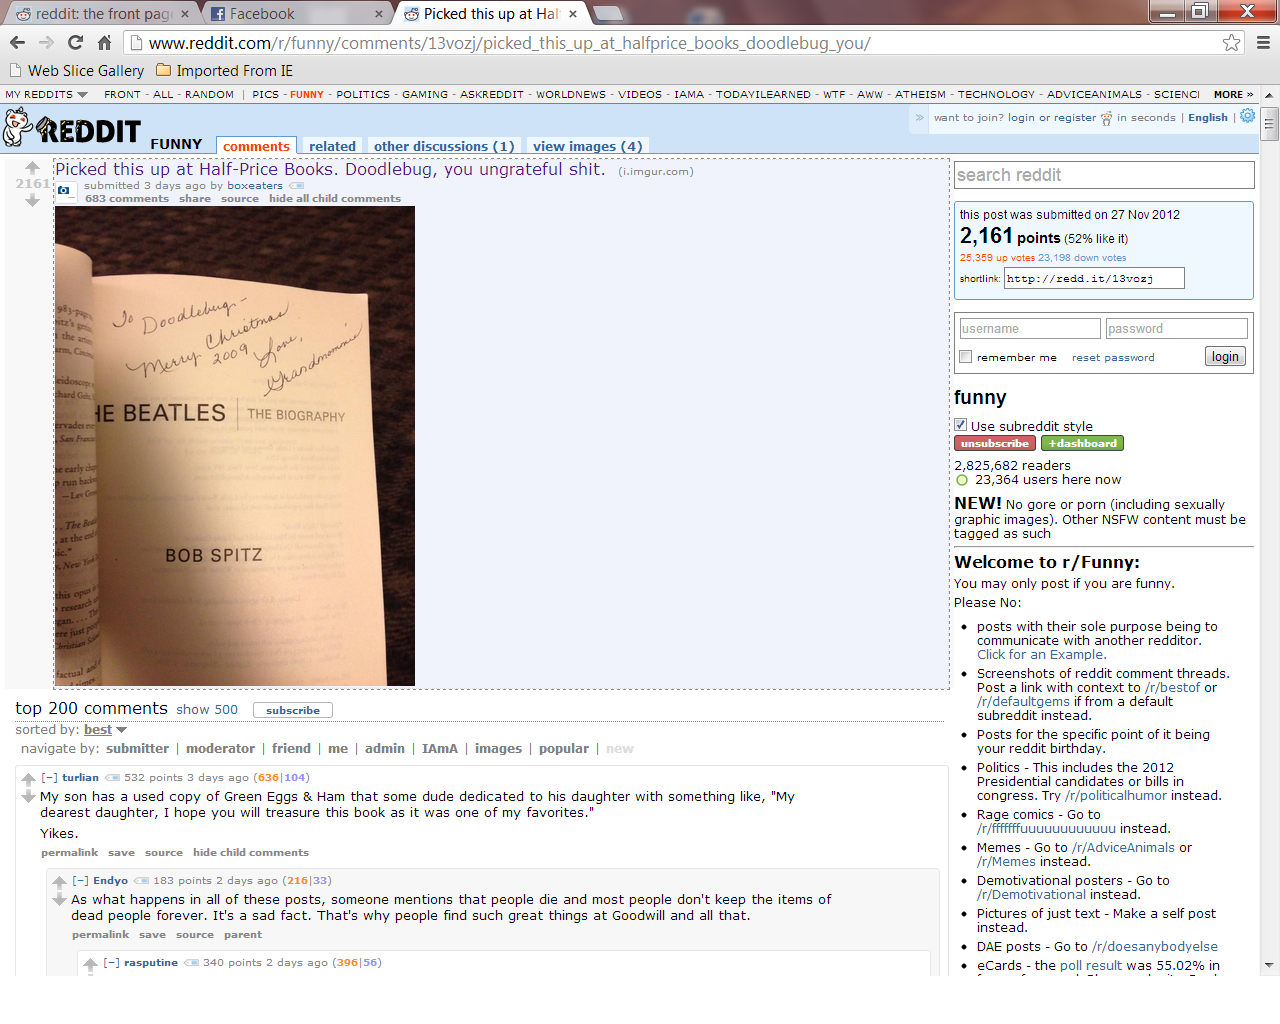 reddit: the front pag
Facebook
Picked this up at Hal
www.reddit.com/r/funny/comments/13vozj/picked_this_up_at_halfprice_books_doodlebug_you/
Web Slice Gallery
Imported From IE
MY REDDITS FRONT - ALL - RANDOM | PICS - FUNNY - POLITICS - GAMING - ASKREDDIT - WORLDNEWS - VIDEOS - IAMA - TODAYILEARNED - WTF - AWW - ATHEISM - TECHNOLOGY - ADVICEANIMALS - SCIENC MORE »
REDDIT FUNNY comments related other discussions (1) view images (4)
» want to join? login or register in seconds | English |
Picked this up at Half-Price Books. Doodlebug, you ungrateful shit. (i.imgur.com)
2161
submitted 3 days ago by boxeaters
683 comments share source hide all child comments
To Doodlebug -
Merry Christmas
2009 Love,
Grandmommie
HE BEATLES | THE BIOGRAPHY
BOB SPITZ
top 200 comments show 500 subscribe
sorted by: best
navigate by: submitter | moderator | friend | me | admin | IAmA | images | popular | new
[–] turlian 532 points 3 days ago (636|104)
My son has a used copy of Green Eggs & Ham that some dude dedicated to his daughter with something like, "My
dearest daughter, I hope you will treasure this book as it was one of my favorites."
Yikes.
permalink save source hide child comments
[–] Endyo 183 points 2 days ago (216|33)
As what happens in all of these posts, someone mentions that people die and most people don't keep the items of
dead people forever. It's a sad fact. That's why people find such great things at Goodwill and all that.
permalink save source parent
[–] rasputine 340 points 2 days ago (396|56)
search reddit
this post was submitted on 27 Nov 2012
2,161 points (52% like it)
25,359 up votes 23,198 down votes
shortlink: http://redd.it/13vozj
username password
remember me reset password login
funny
Use subreddit style
unsubscribe +dashboard
2,825,682 readers
23,364 users here now
NEW! No gore or porn (including sexually
graphic images). Other NSFW content must be
tagged as such
Welcome to r/Funny:
You may only post if you are funny.
Please No:
posts with their sole purpose being to
communicate with another redditor.
Click for an Example.
Screenshots of reddit comment threads.
Post a link with context to /r/bestof or
/r/defaultgems if from a default
subreddit instead.
Posts for the specific point of it being
your reddit birthday.
Politics - This includes the 2012
Presidential candidates or bills in
congress. Try /r/politicalhumor instead.
Rage comics - Go to
/r/fffffffuuuuuuuuuuuu instead.
Memes - Go to /r/AdviceAnimals or
/r/Memes instead.
Demotivational posters - Go to
/r/Demotivational instead.
Pictures of just text - Make a self post
instead.
DAE posts - Go to /r/doesanybodyelse
eCards - the poll result was 55.02% in